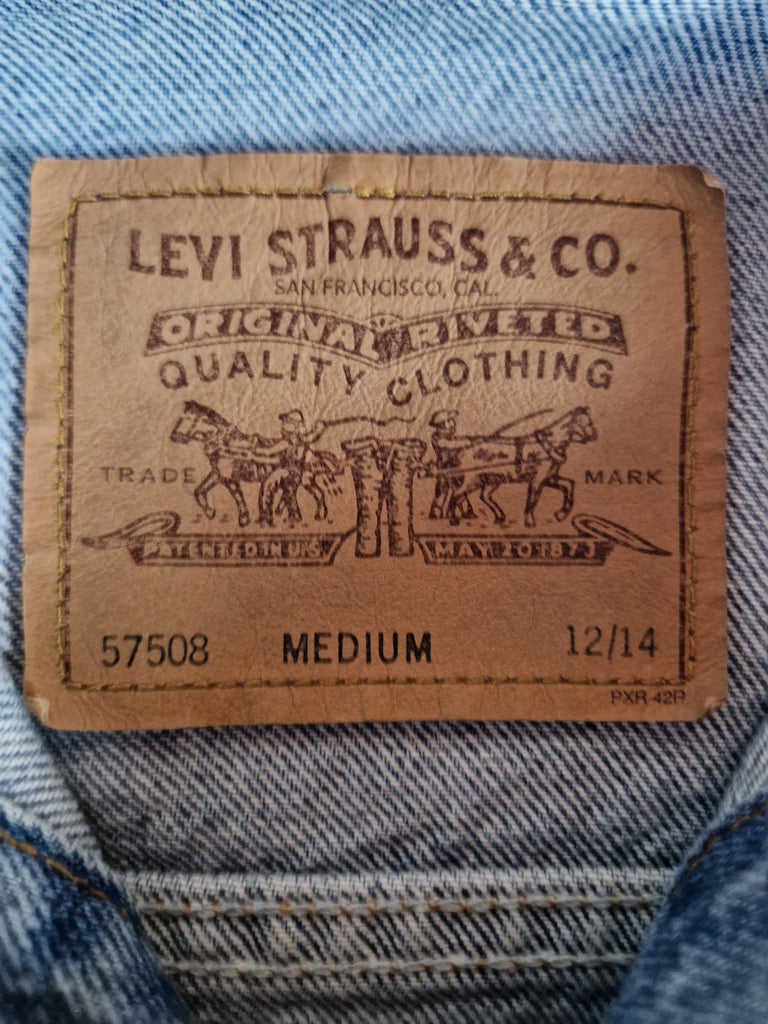 LEVI STRAUSS & CO.
SAN FRANCISCO, CAL.
ORIGINAL RIVETED
QUALITY CLOTHING
TRADE MARK
PATENTED IN U.S. MAY 20 1873
57508 MEDIUM 12/14
PXR 42R